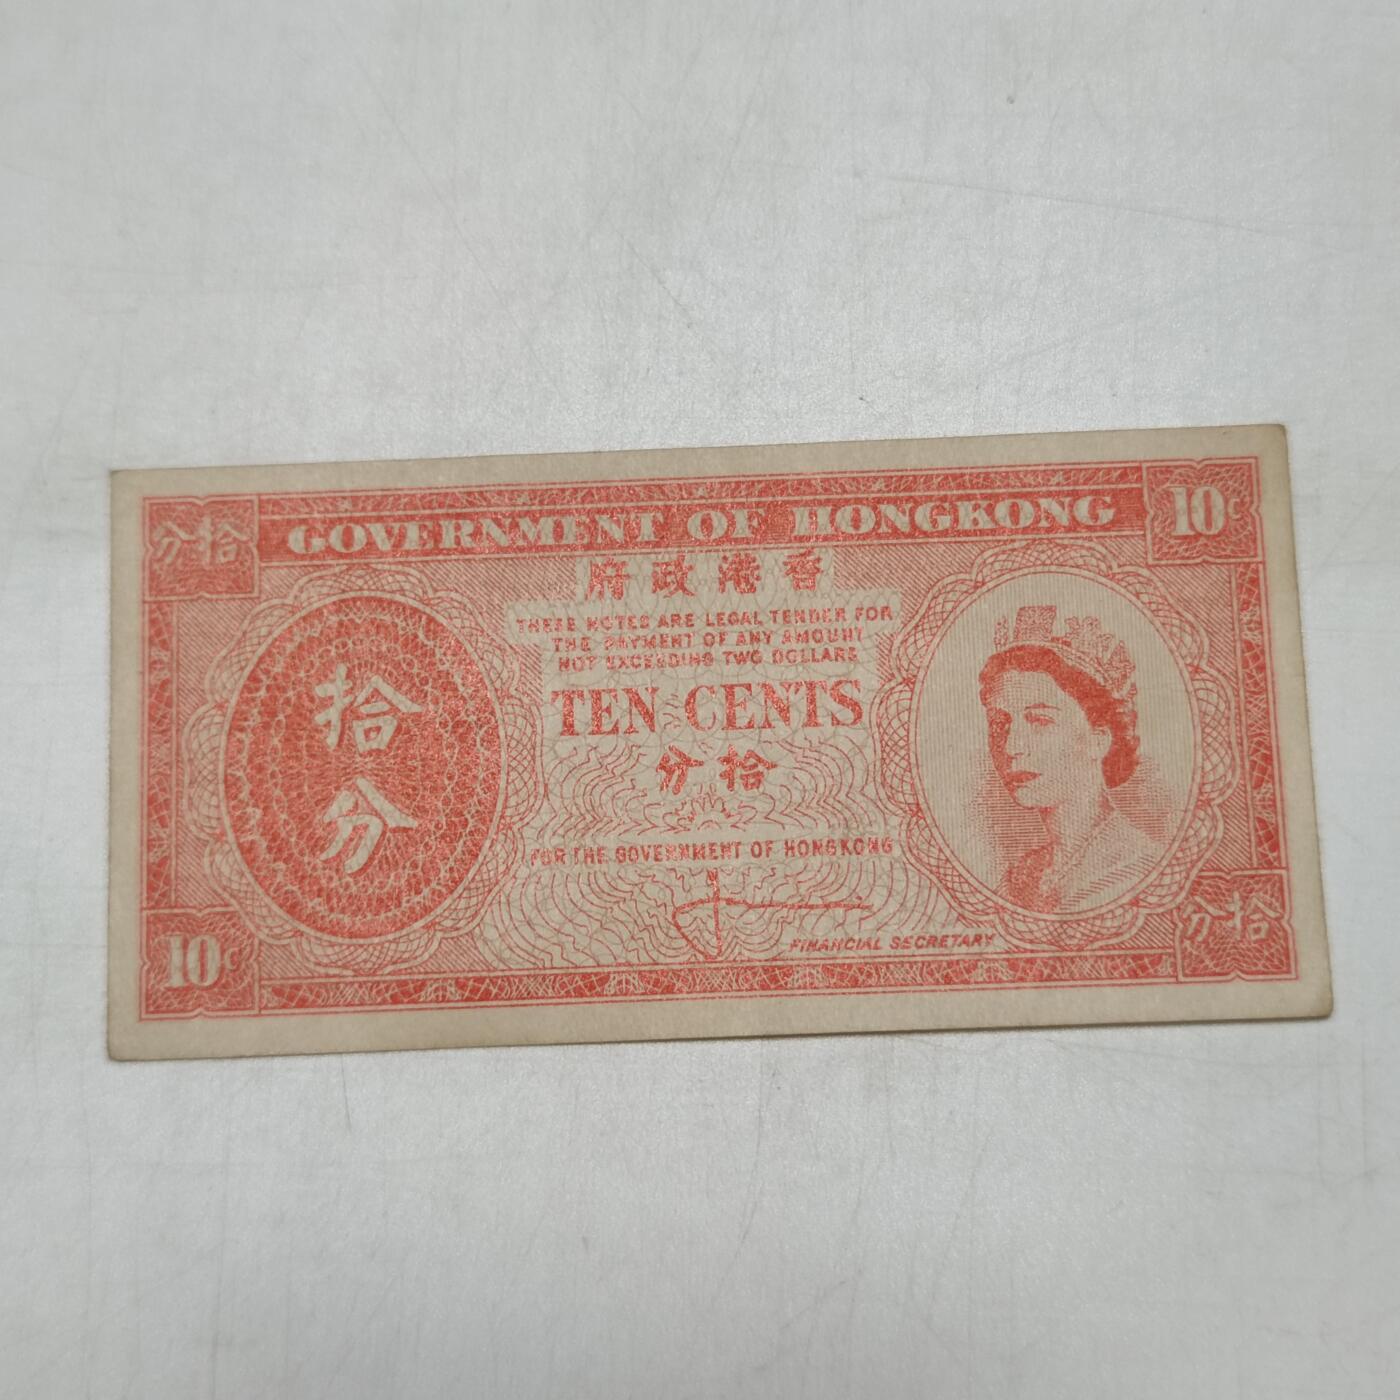 分拾
GOVERNMENT OF HONGKONG
10c
府政港香
THESE NOTES ARE LEGAL TENDER FOR
THE PAYMENT OF ANY AMOUNT
NOT EXCEEDING TWO DOLLARS
TEN CENTS
分拾
拾
分
FOR THE GOVERNMENT OF HONGKONG
FINANCIAL SECRETARY
10c
分拾